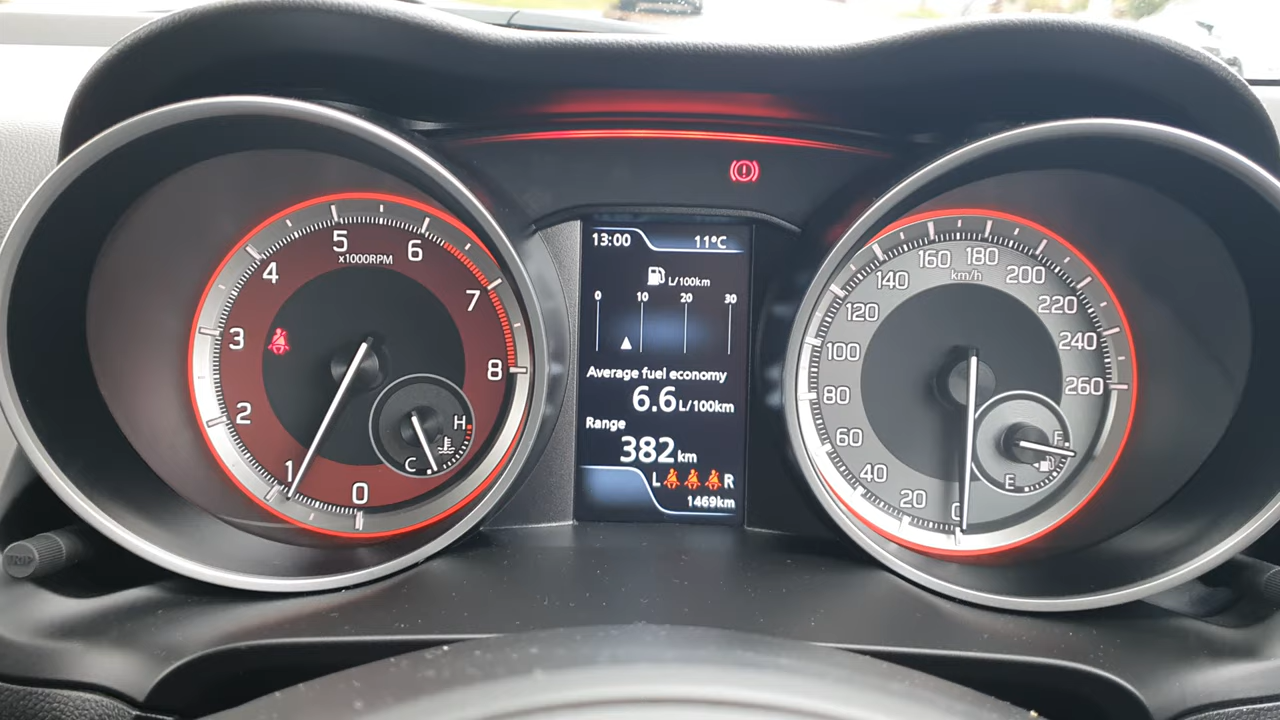 5
6
x1000RPM
4
7
3
8
2
H
C
1
0
13:00 11°C
L/100km
0 10 20 30
Average fuel economy
6.6 L/100km
Range
382 km
L R
1469km
160 180
140 km/h 200
120 220
100 240
80 260
60
F
40 E
20
0